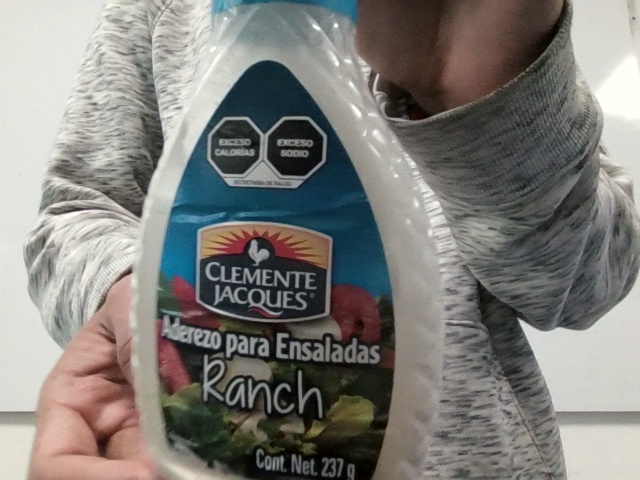 EXCESO CALORÍAS
EXCESO SODIO
SECRETARÍA DE SALUD
CLEMENTE
JACQUES®
Aderezo para Ensaladas
Ranch
Cont. Net. 237 g